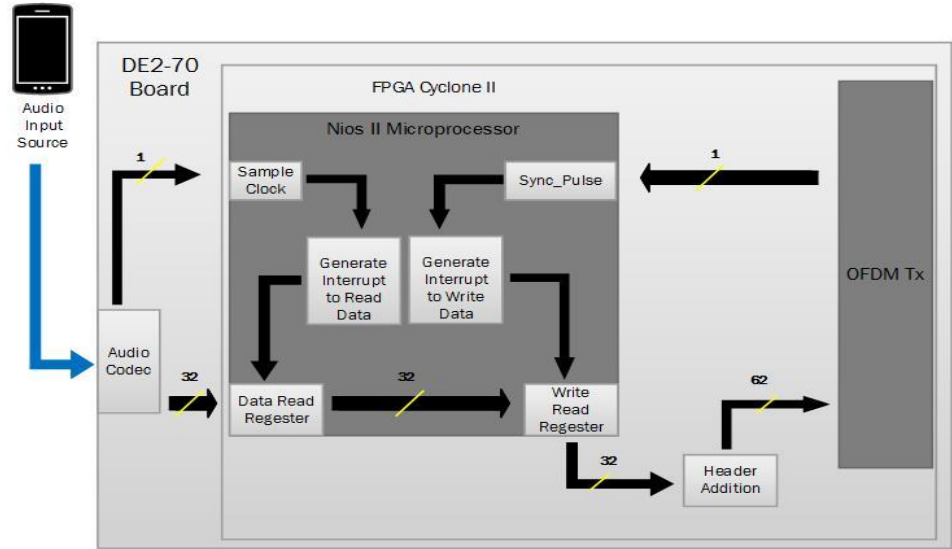 DE2-70
Board
FPGA Cyclone II
Audio
Input
Source
Nios II Microprocessor
1
Sample
Clock
Sync_Pulse
1
Generate
Interrupt
to Read
Data
Generate
Interrupt
to Write
Data
OFDM Tx
Audio
Codec
32
Data Read
Regester
32
Write
Read
Regester
62
32
Header
Addition